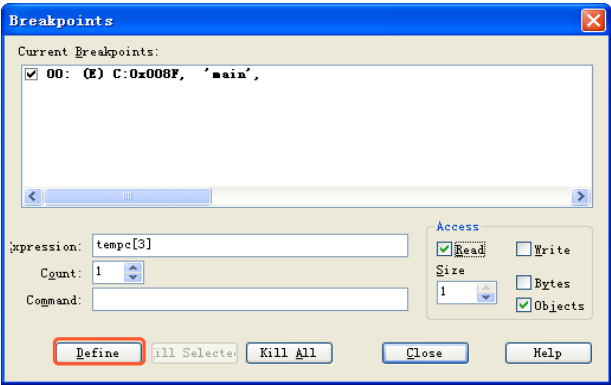 Breakpoints
Current Breakpoints:
00: (E) C:0x008F, 'main',
Access
xpression: tempc[3]
Read Write
Count: 1
Size
1
Bytes
Command:
Objects
Define ill Selecte Kill All Close Help